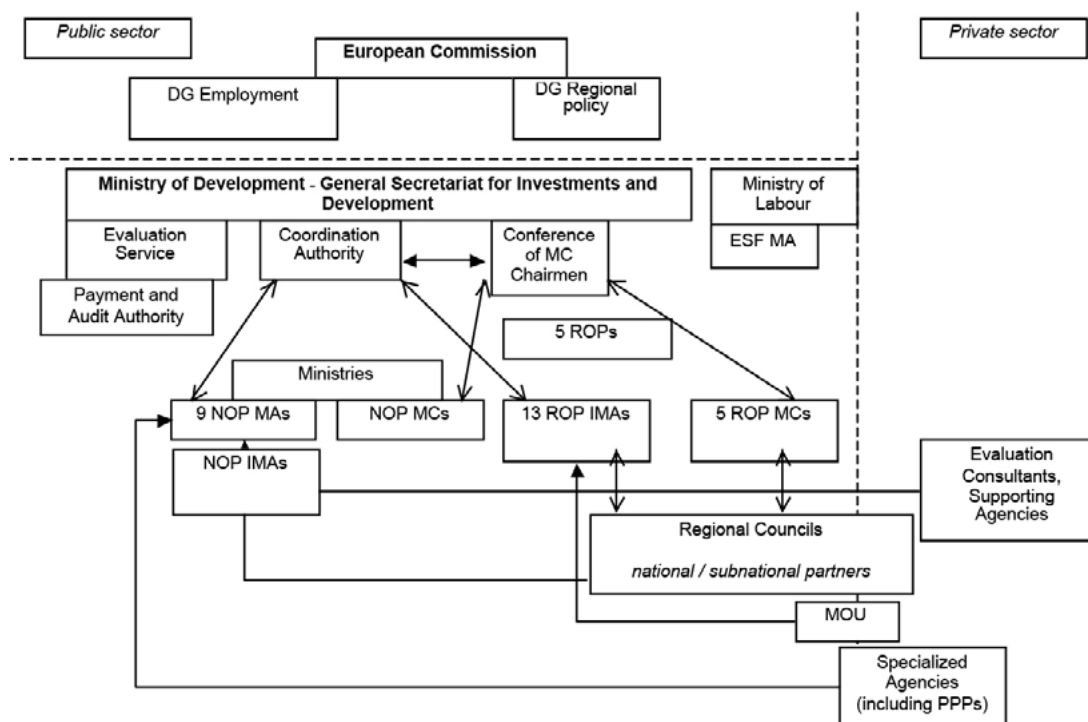 Public sector
Private sector
European Commission
DG Employment
DG Regional
policy
Ministry of Development - General Secretariat for Investments and
Development
Ministry of
Labour
Evaluation
Service
Coordination
Authority
Conference
of MC
Chairmen
ESF MA
Payment and
Audit Authority
5 ROPs
Ministries
9 NOP MAs
NOP MCs
13 ROP IMAs
5 ROP MCs
NOP IMAs
Evaluation
Consultants,
Supporting
Agencies
Regional Councils
national / subnational partners
MOU
Specialized
Agencies
(including PPPs)